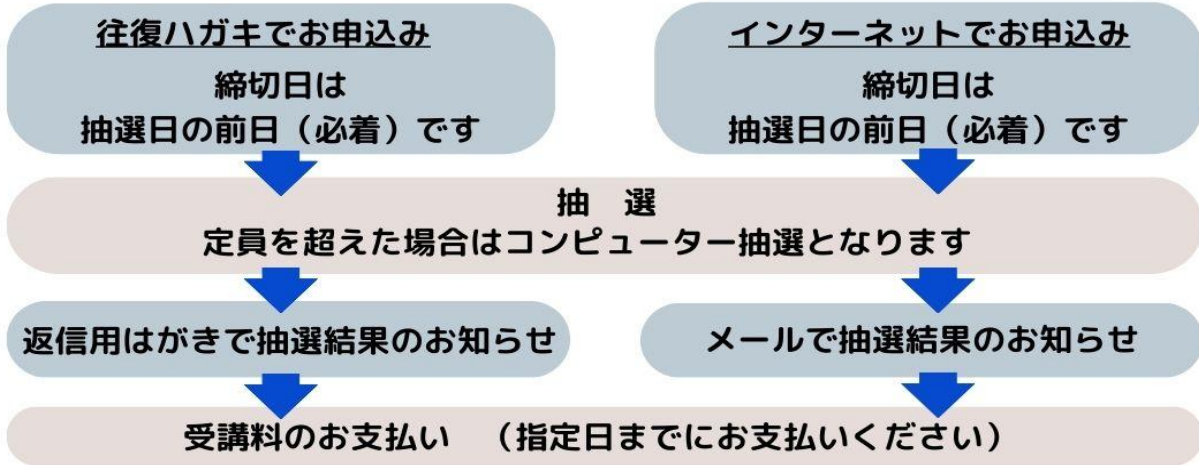 往復ハガキでお申込み
締切日は
抽選日の前日（必着）です
インターネットでお申込み
締切日は
抽選日の前日（必着）です
抽　選
定員を超えた場合はコンピューター抽選となります
返信用はがきで抽選結果のお知らせ
メールで抽選結果のお知らせ
受講料のお支払い　（指定日までにお支払いください）